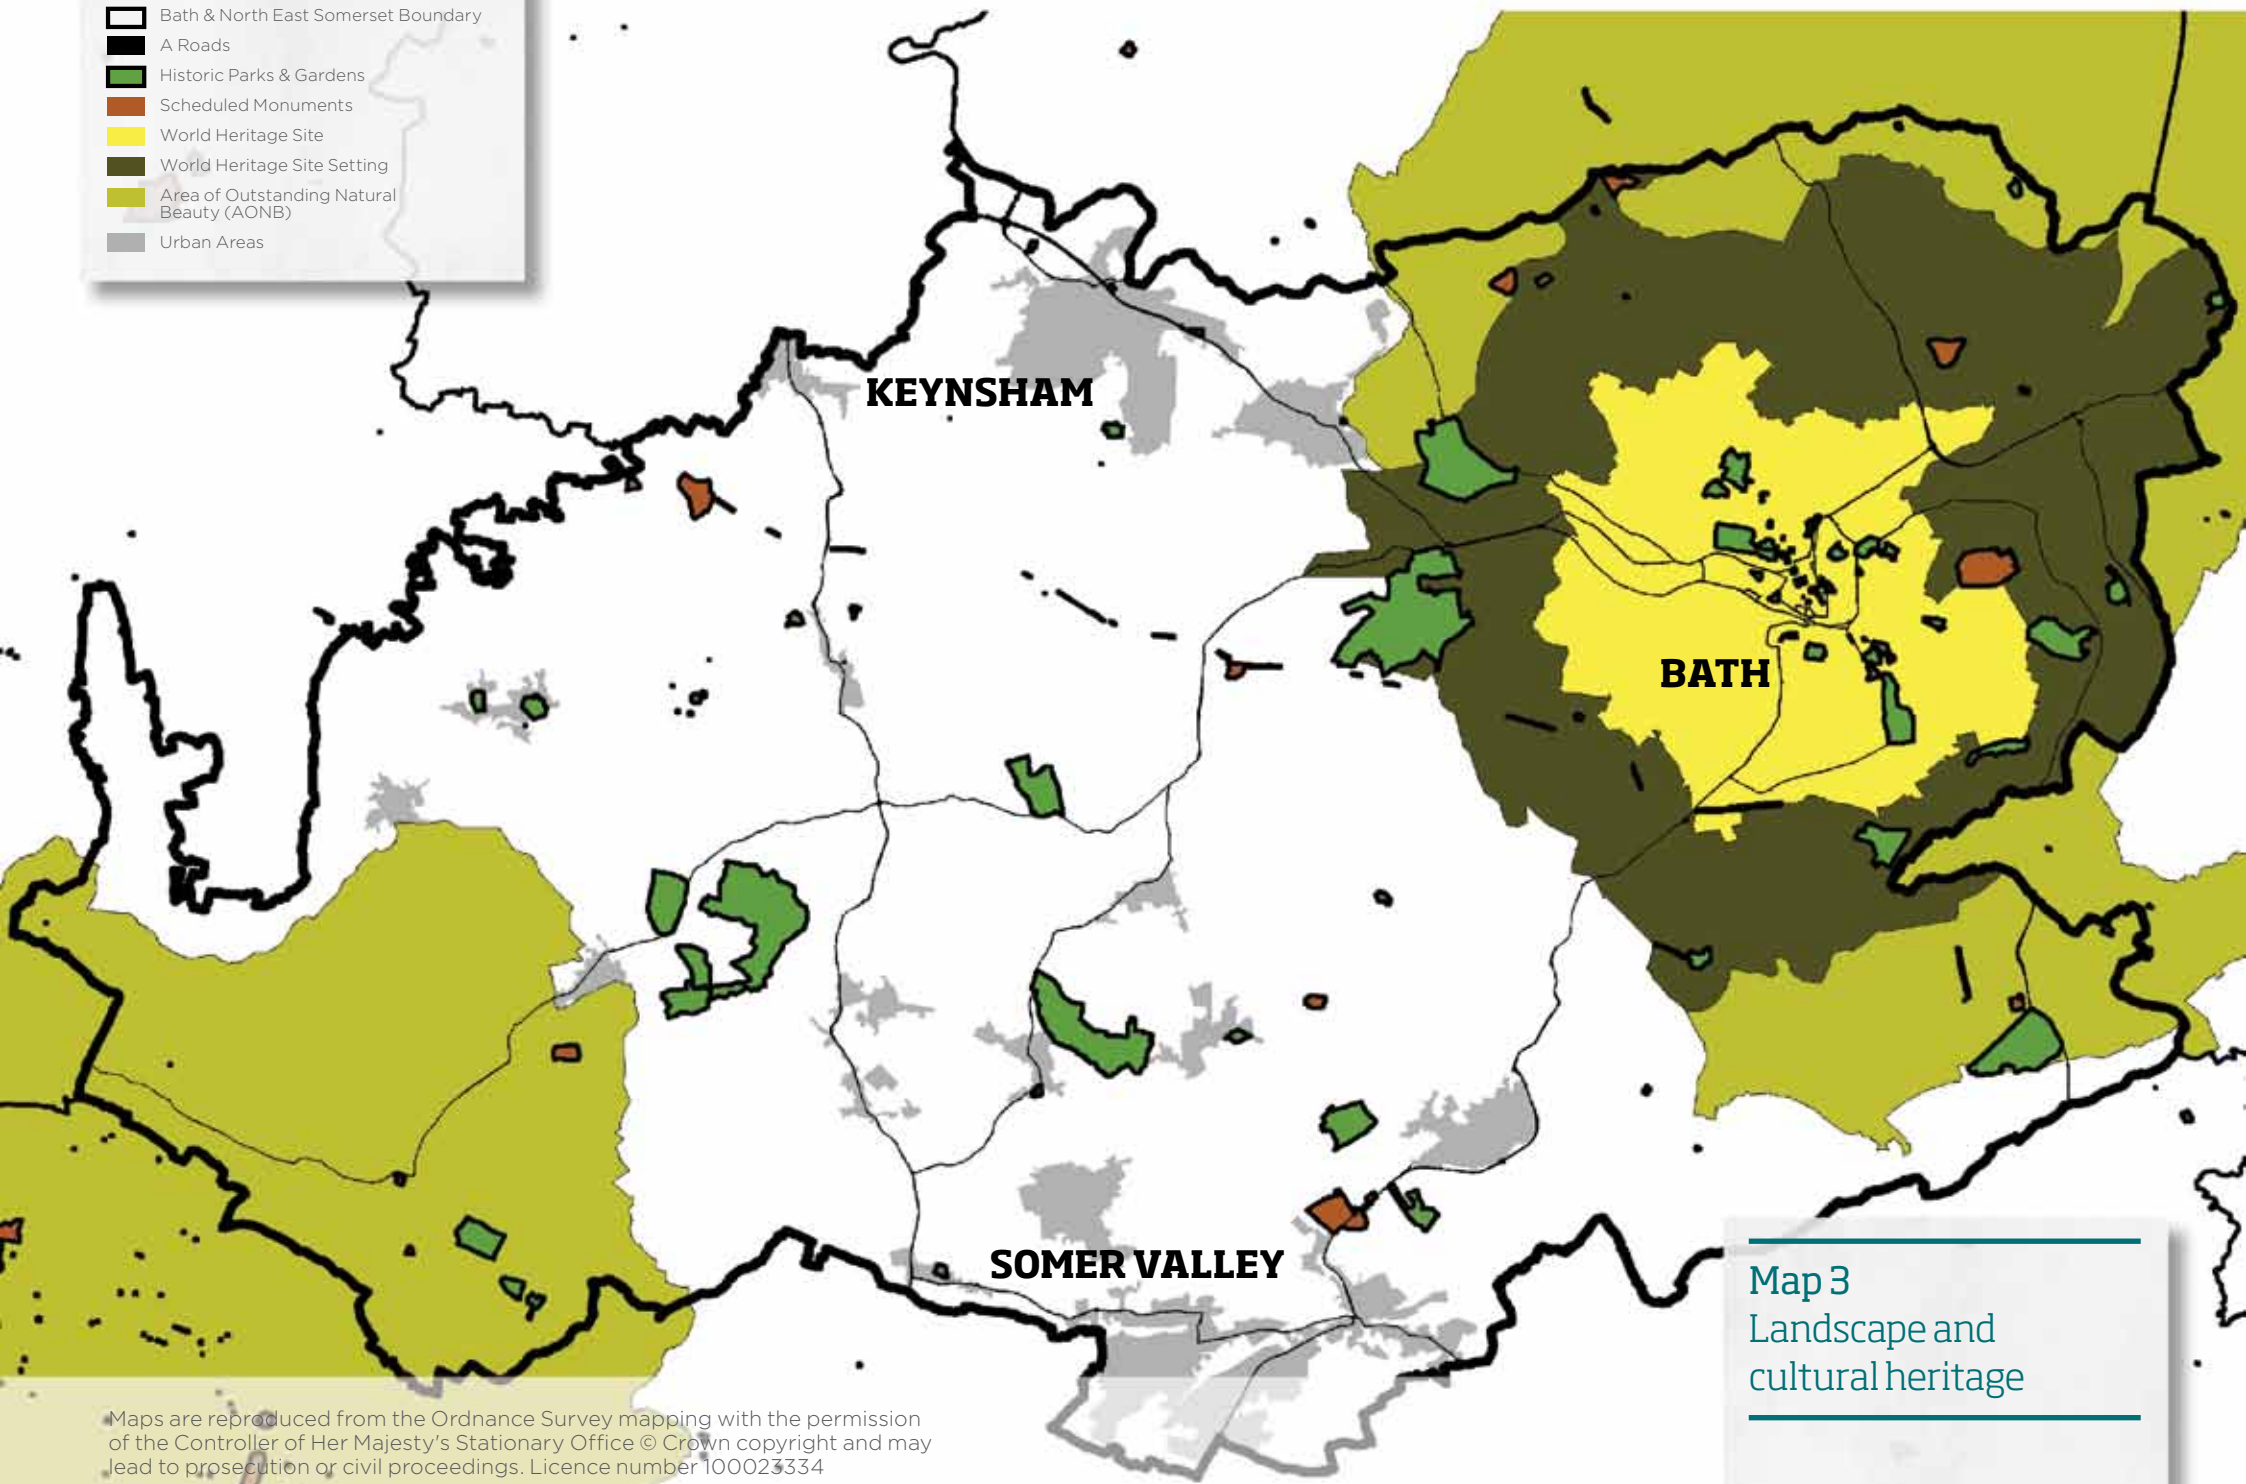 Bath & North East Somerset Boundary
A Roads
Historic Parks & Gardens
Scheduled Monuments
World Heritage Site
World Heritage Site Setting
Area of Outstanding Natural
Beauty (AONB)
Urban Areas
KEYNSHAM
BATH
SOMER VALLEY
Map 3
Landscape and
cultural heritage
Maps are reproduced from the Ordnance Survey mapping with the permission
of the Controller of Her Majesty's Stationary Office © Crown copyright and may
lead to prosecution or civil proceedings. Licence number 100023334